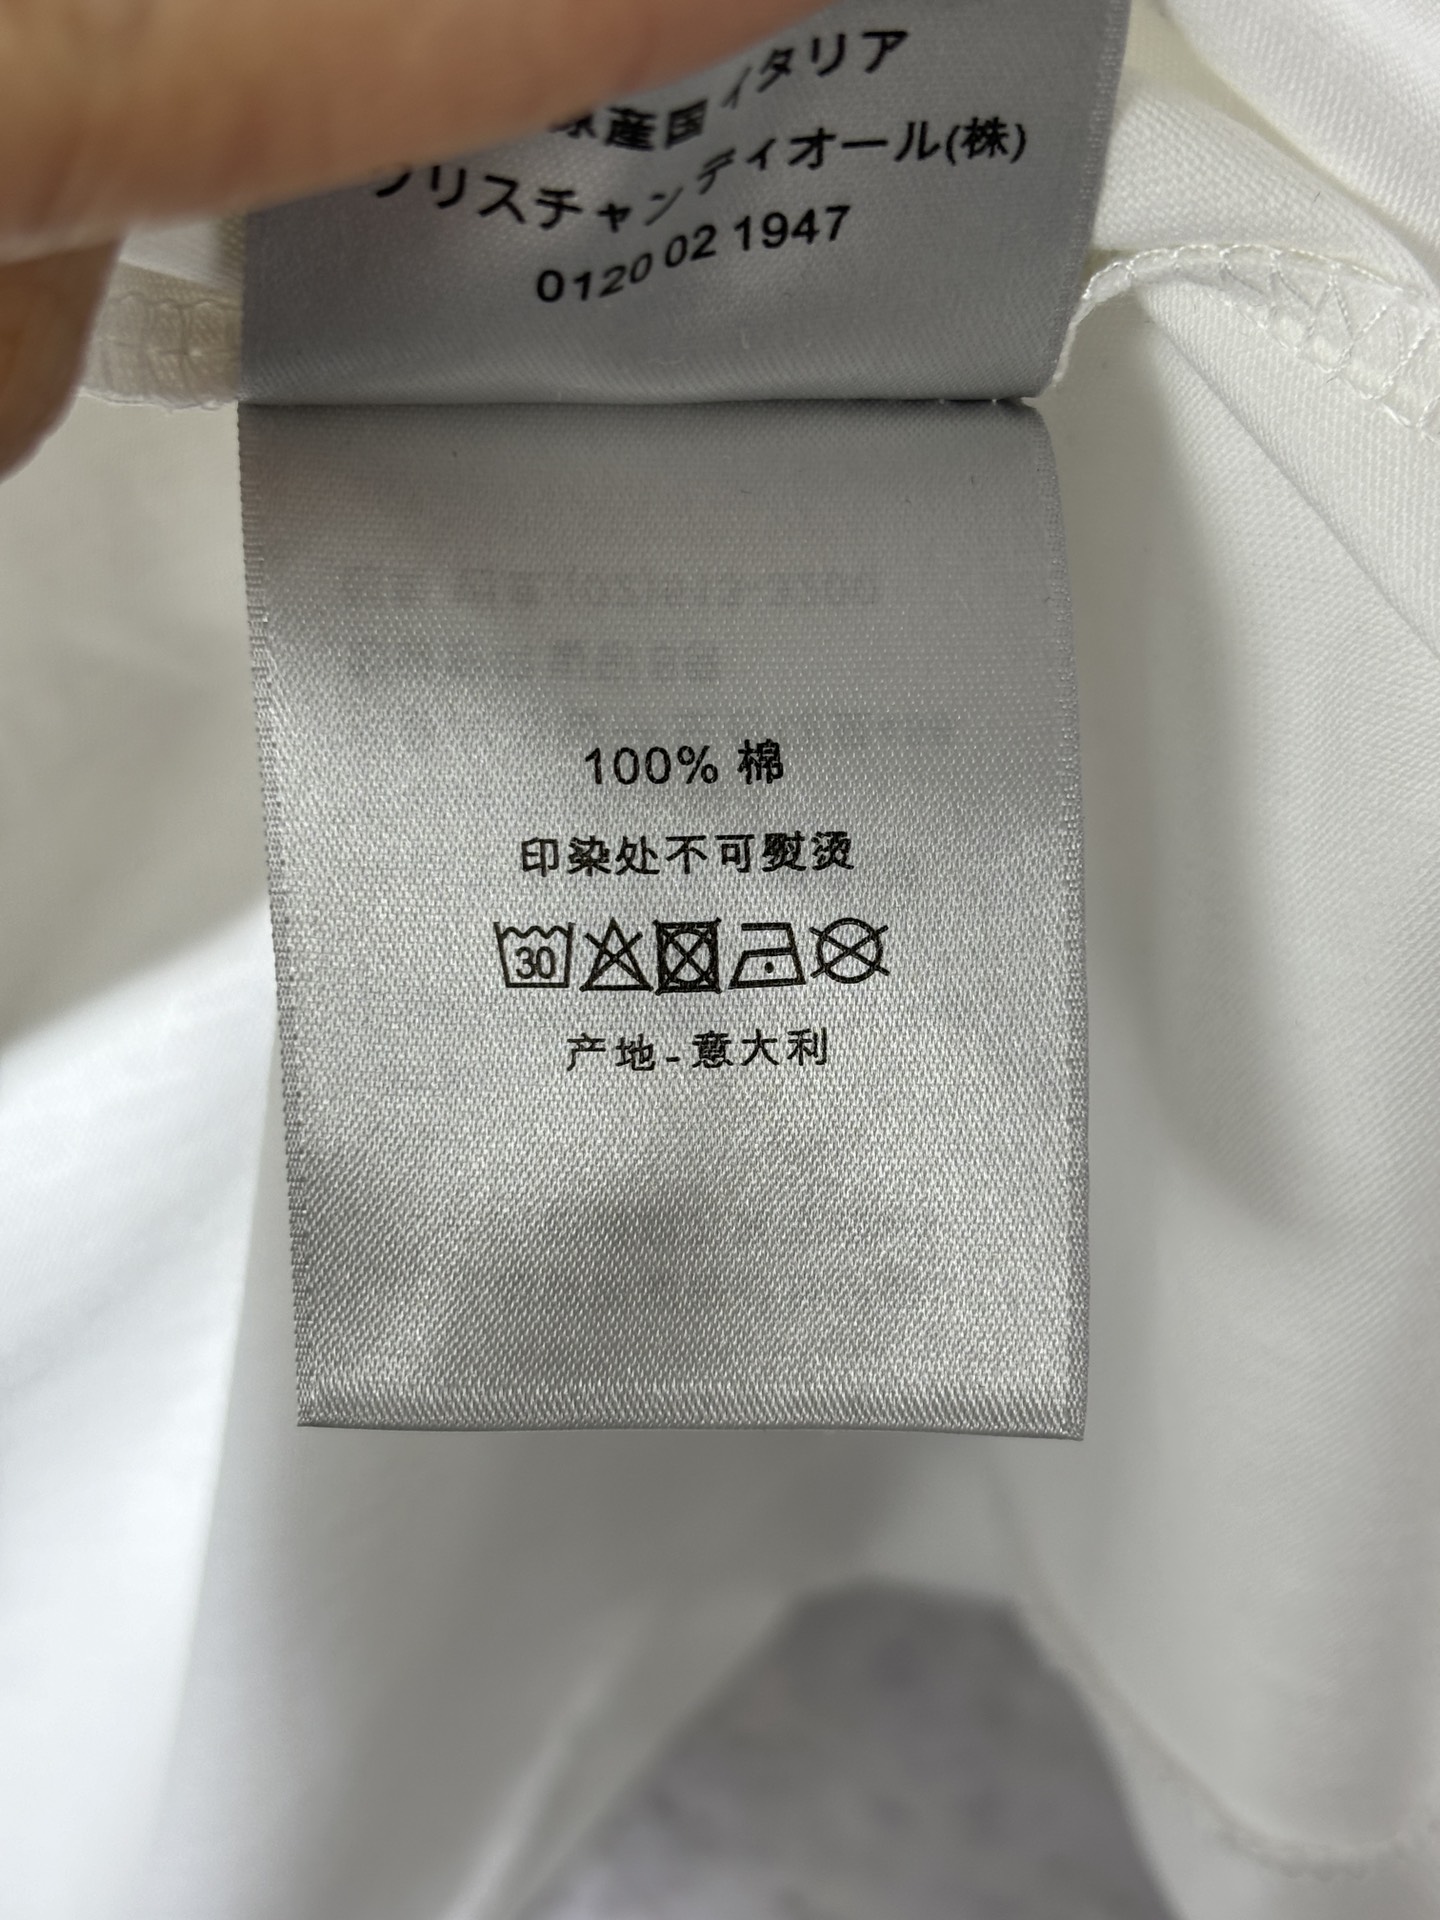 原産国イタリア
クリスチャンディオール(株)
0120 02 1947
100% 棉
印染处不可熨烫
30
产地-意大利